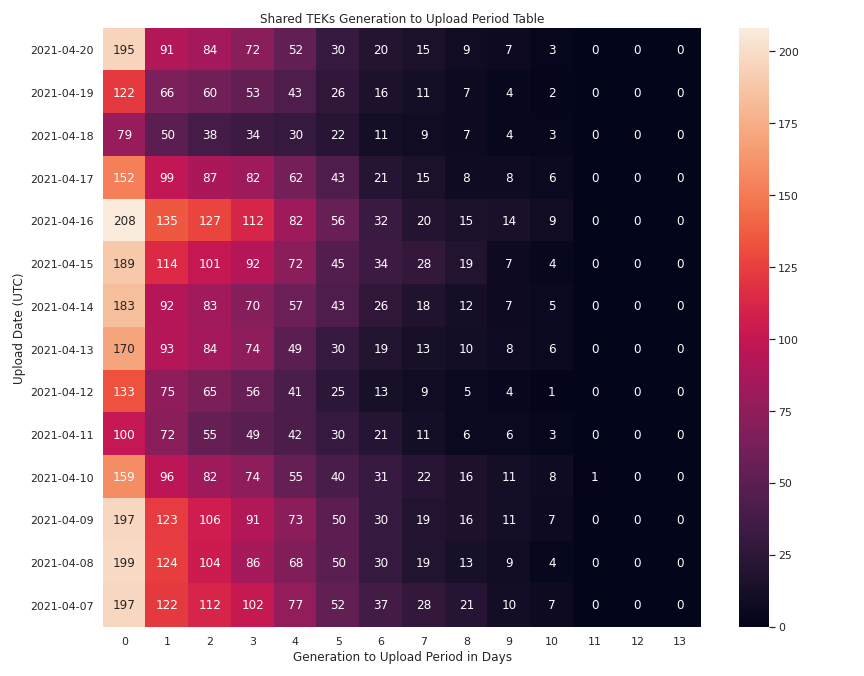 Shared TEKs Generation to Upload Period Table
Upload Date (UTC)
2021-04-20 195 91 84 72 52 30 20 15 9 7 3 0 0 0
2021-04-19 122 66 60 53 43 26 16 11 7 4 2 0 0 0
2021-04-18 79 50 38 34 30 22 11 9 7 4 3 0 0 0
2021-04-17 152 99 87 82 62 43 21 15 8 8 6 0 0 0
2021-04-16 208 135 127 112 82 56 32 20 15 14 9 0 0 0
2021-04-15 189 114 101 92 72 45 34 28 19 7 4 0 0 0
2021-04-14 183 92 83 70 57 43 26 18 12 7 5 0 0 0
2021-04-13 170 93 84 74 49 30 19 13 10 8 6 0 0 0
2021-04-12 133 75 65 56 41 25 13 9 5 4 1 0 0 0
2021-04-11 100 72 55 49 42 30 21 11 6 6 3 0 0 0
2021-04-10 159 96 82 74 55 40 31 22 16 11 8 1 0 0
2021-04-09 197 123 106 91 73 50 30 19 16 11 7 0 0 0
2021-04-08 199 124 104 86 68 50 30 19 13 9 4 0 0 0
2021-04-07 197 122 112 102 77 52 37 28 21 10 7 0 0 0
0 1 2 3 4 5 6 7 8 9 10 11 12 13
Generation to Upload Period in Days
200
175
150
125
100
75
50
25
0